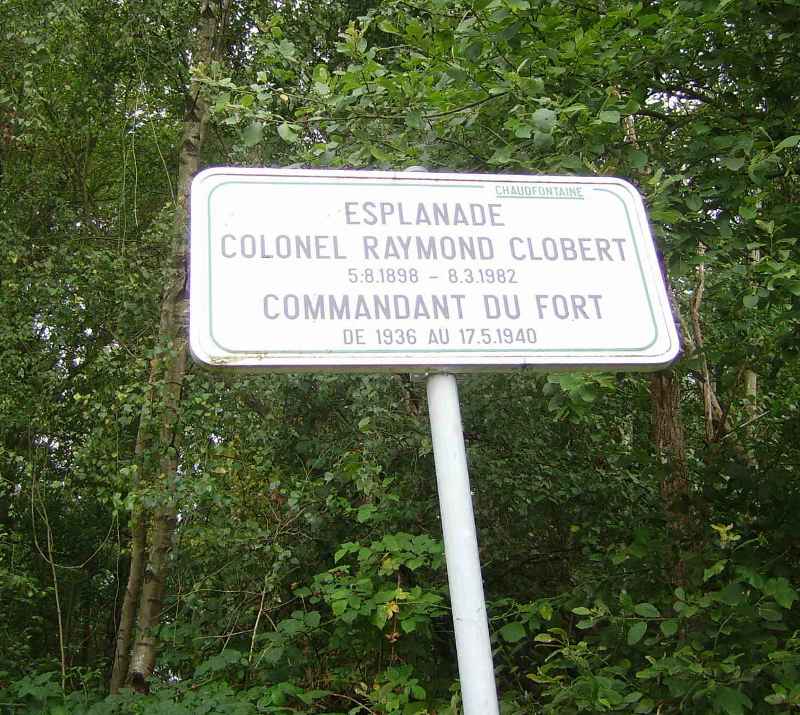 CHAUDFONTAINE
ESPLANADE
COLONEL RAYMOND CLOBERT
5.8.1898 - 8.3.1982
COMMANDANT DU FORT
DE 1936 AU 17.5.1940